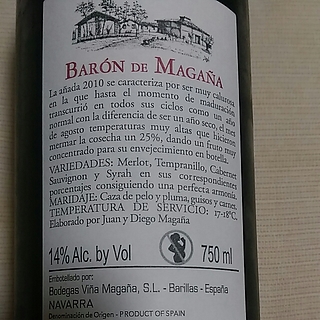 BARÓN DE MAGAÑA
La añada 2010 se caracteriza por ser muy calurosa
en la que hasta el momento de maduración
transcurrió en todos sus ciclos como un año
normal con la diferencia de ser un año seco, el mes
de agosto temperaturas muy altas que hicieron
mermar la cosecha un 25%, dando un fruto muy
concentrado para su envejecimiento en botella.
VARIEDADES: Merlot, Tempranillo, Cabernet
Sauvignon y Syrah en sus correspondientes
porcentajes consiguiendo una perfecta armonía.
MARIDAJE: Caza de pelo y pluma, guisos y carnes.
TEMPERATURA DE SERVICIO: 17-18ºC.
Elaborado por Juan y Diego Magaña
14% Alc. by Vol 750 ml
Embotellado por:
Bodegas Viña Magaña, S.L. - Barillas - España
NAVARRA
Denominación de Origen - PRODUCT OF SPAIN